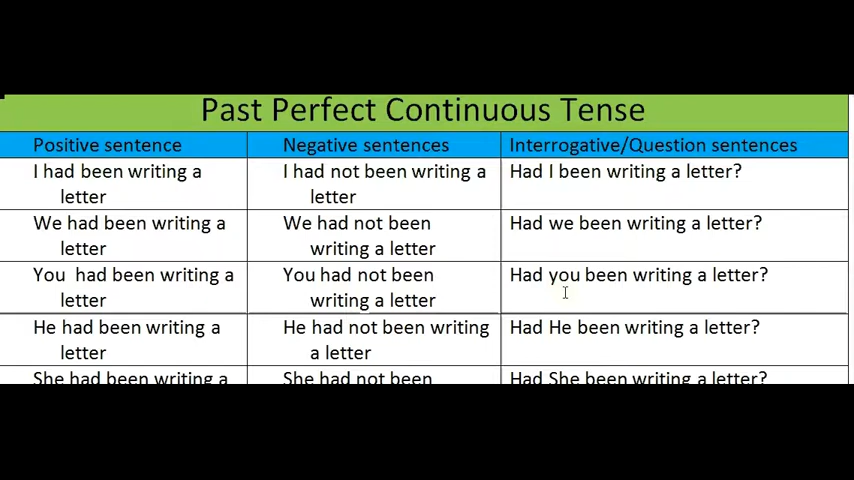 Past Perfect Continuous Tense
Positive sentence
Negative sentences
Interrogative/Question sentences
I had been writing a
letter
I had not been writing a
letter
Had I been writing a letter?
We had been writing a
letter
We had not been
writing a letter
Had we been writing a letter?
You  had been writing a
letter
You had not been
writing a letter
Had you been writing a letter?
He had been writing a
letter
He had not been writing
a letter
Had He been writing a letter?
She had been writing a
She had not been
Had She been writing a letter?